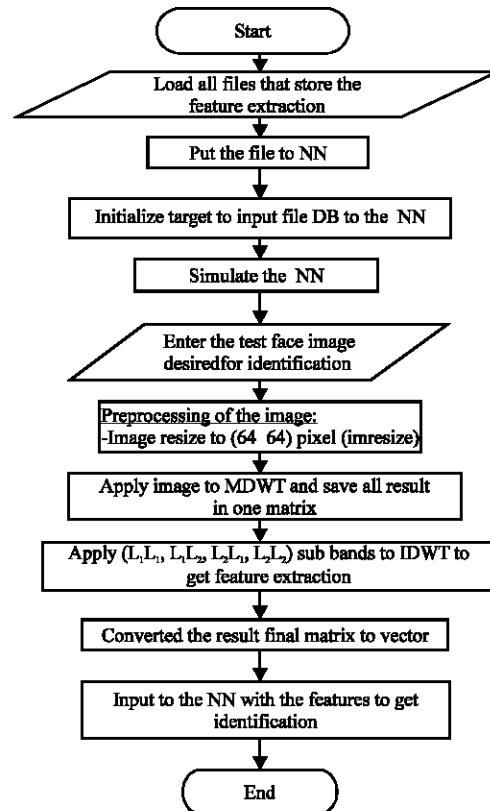 Start
Load all files that store the
feature extraction
Put the file to NN
Initialize target to input file DB to the NN
Simulate the NN
Enter the test face image
desiredfor identification
Preprocessing of the image:
-Image resize to (64 64) pixel (imresize)
Apply image to MDWT and save all result
in one matrix
Apply (L₁L₁, L₁L₂, L₂L₁, L₂L₂) sub bands to IDWT to
get feature extraction
Converted the result final matrix to vector
Input to the NN with the features to get
identification
End